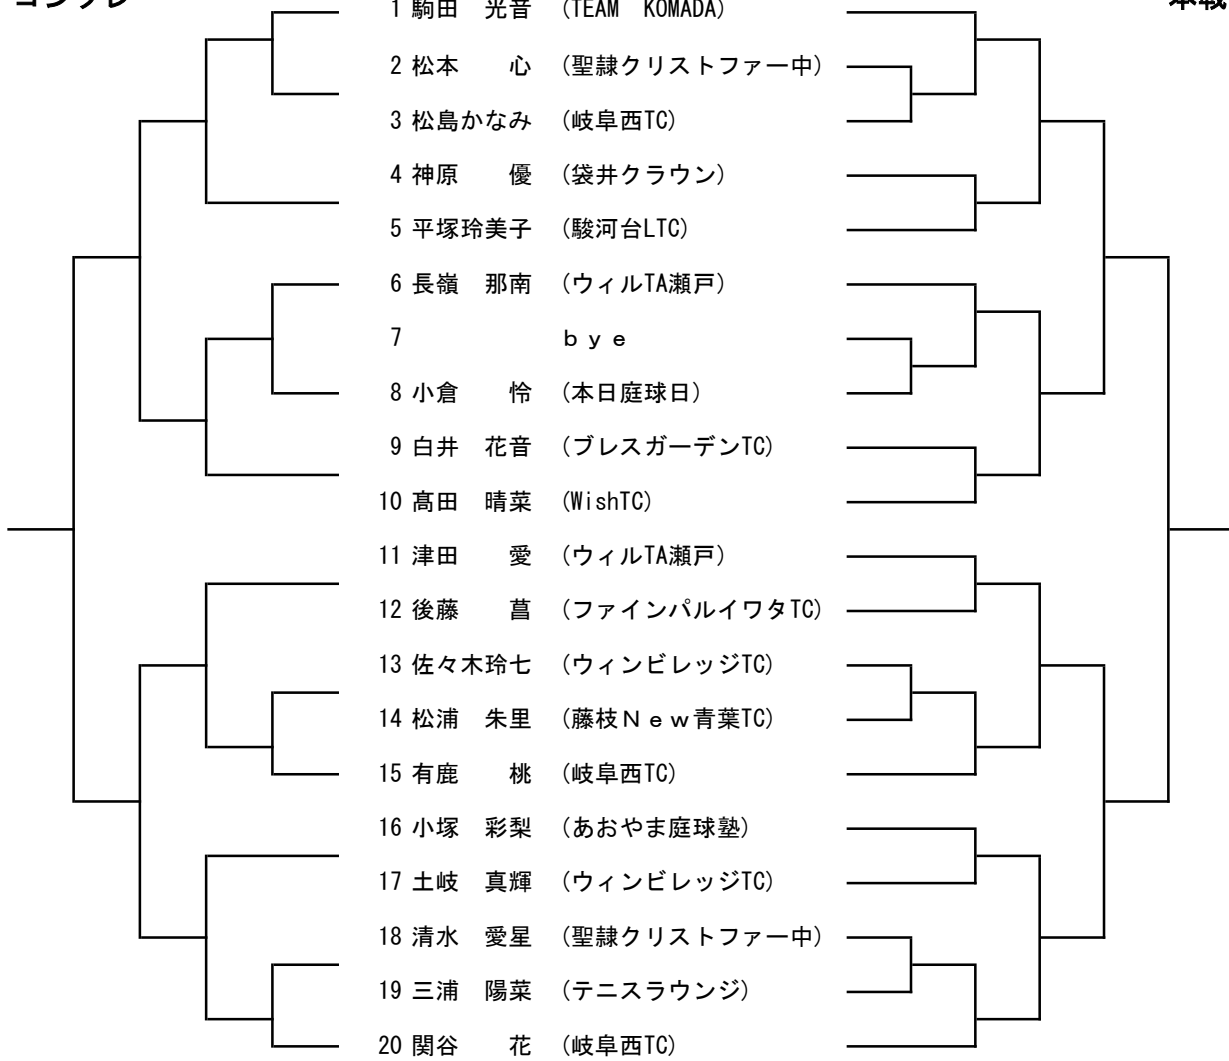 コンソレ
本戦
1 駒田　光音　(TEAM　KOMADA)
2 松本　　心　(聖隷クリストファー中)
3 松島かなみ　(岐阜西TC)
4 神原　　優　(袋井クラウン)
5 平塚玲美子　(駿河台LTC)
6 長嶺　那南　(ウィルTA瀬戸)
7 ｂｙｅ
8 小倉　　怜　(本日庭球日)
9 白井　花音　(ブレスガーデンTC)
10 髙田　晴菜　(WishTC)
11 津田　　愛　(ウィルTA瀬戸)
12 後藤　　菖　(ファインパルイワタTC)
13 佐々木玲七　(ウィンビレッジTC)
14 松浦　朱里　(藤枝Ｎｅｗ青葉TC)
15 有鹿　　桃　(岐阜西TC)
16 小塚　彩梨　(あおやま庭球塾)
17 土岐　真輝　(ウィンビレッジTC)
18 清水　愛星　(聖隷クリストファー中)
19 三浦　陽菜　(テニスラウンジ)
20 関谷　　花　(岐阜西TC)